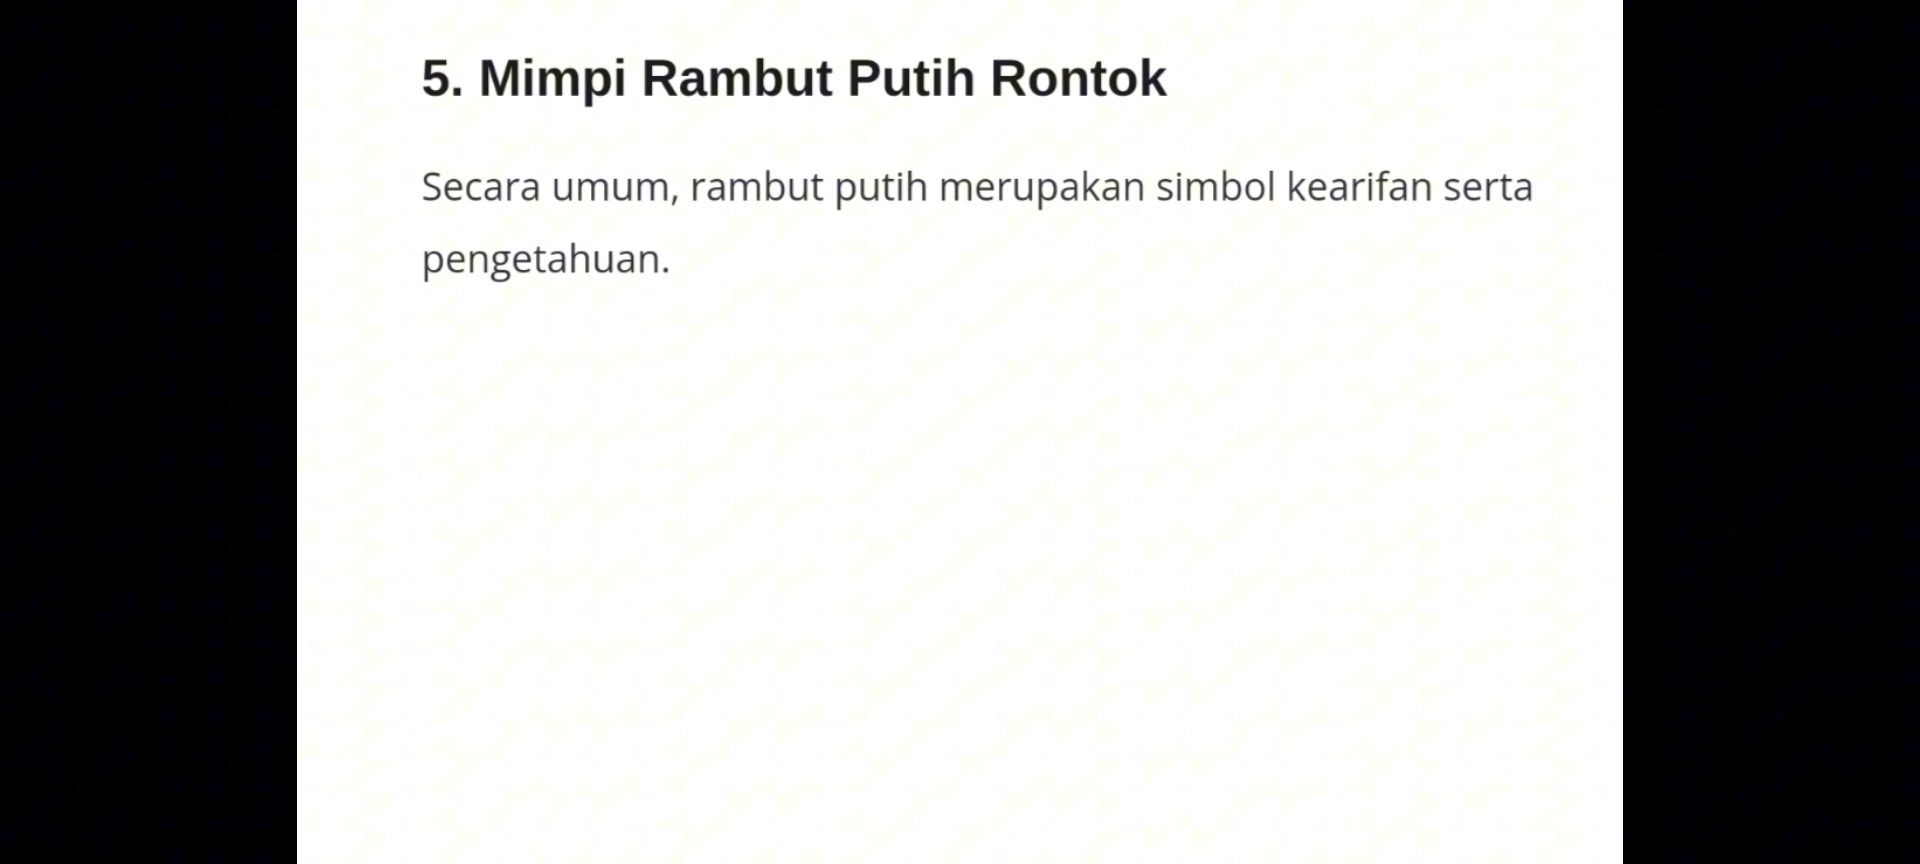 5. Mimpi Rambut Putih Rontok
Secara umum, rambut putih merupakan simbol kearifan serta
pengetahuan.